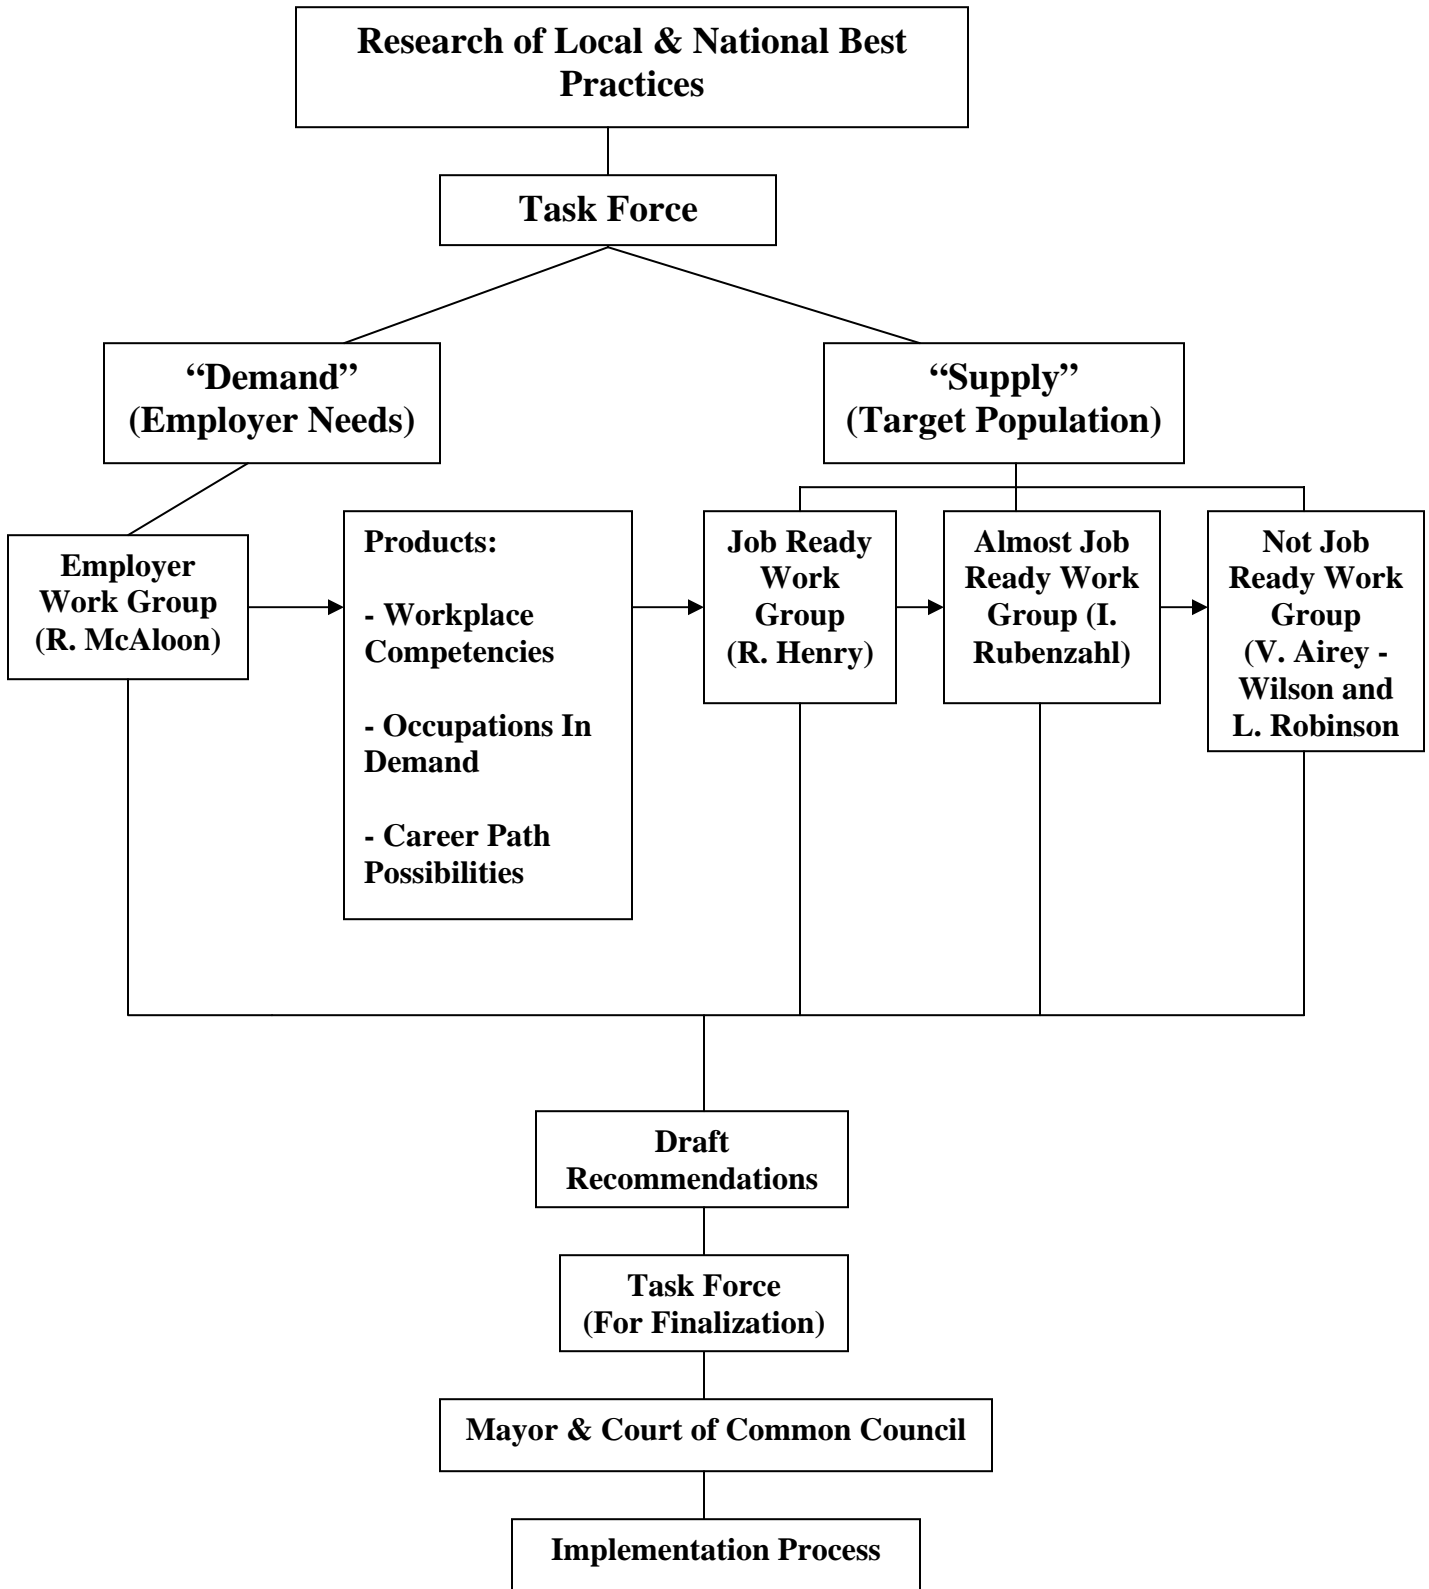 Research of Local & National Best
Practices
Task Force
“Demand”
(Employer Needs)
“Supply”
(Target Population)
Employer
Work Group
(R. McAloon)
Products:
- Workplace
Competencies
- Occupations In
Demand
- Career Path
Possibilities
Job Ready
Work
Group
(R. Henry)
Almost Job
Ready Work
Group (I.
Rubenzahl)
Not Job
Ready Work
Group
(V. Airey -
Wilson and
L. Robinson
Draft
Recommendations
Task Force
(For Finalization)
Mayor & Court of Common Council
Implementation Process